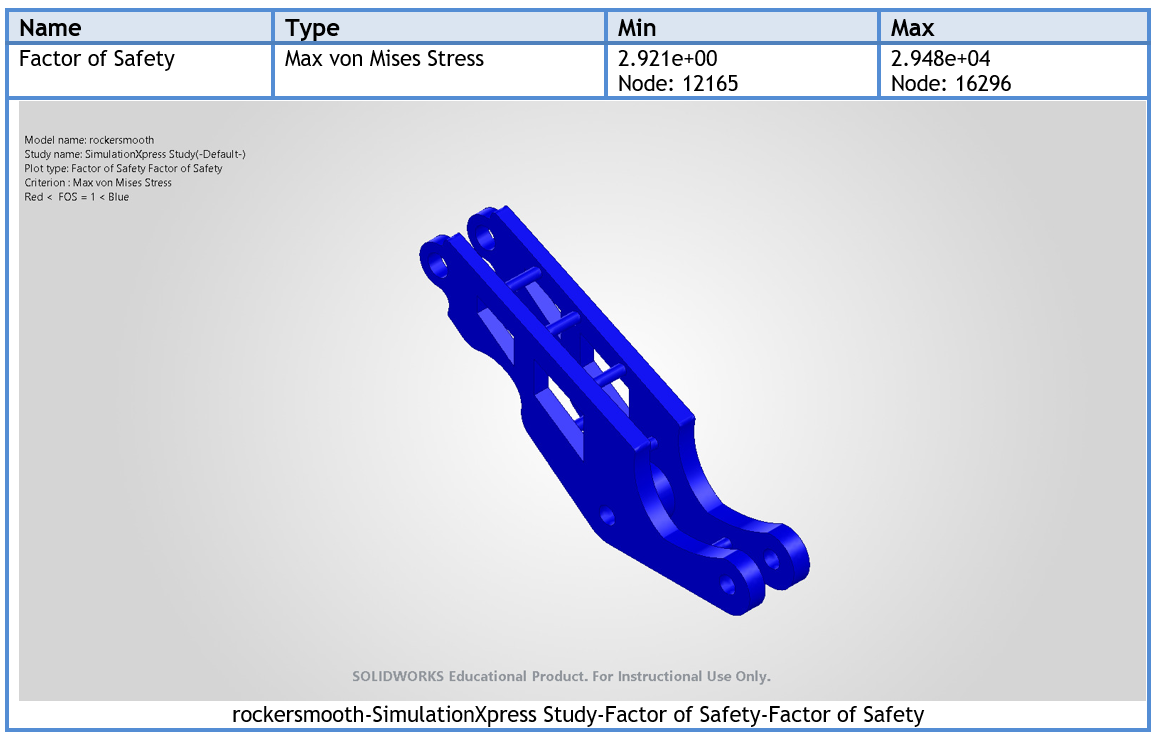 Name Type Min Max
Factor of Safety Max von Mises Stress 2.921e+00 2.948e+04
Node: 12165 Node: 16296
Model name: rockersmooth
Study name: SimulationXpress Study(-Default-)
Plot type: Factor of Safety Factor of Safety
Criterion : Max von Mises Stress
Red < FOS = 1 < Blue
SOLIDWORKS Educational Product. For Instructional Use Only.
rockersmooth-SimulationXpress Study-Factor of Safety-Factor of Safety